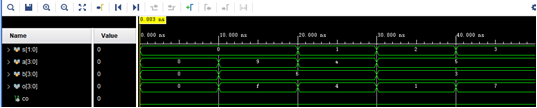 0.003 ns
Name Value 0.000 ns 10.000 ns 20.000 ns 30.000 ns 40.000 ns
s[1:0] 0 0 1 2 3
a[3:0] 0 0 9 a 5
b[3:0] 0 0 6 3
o[3:0] 0 0 f 4 1 7
co 0